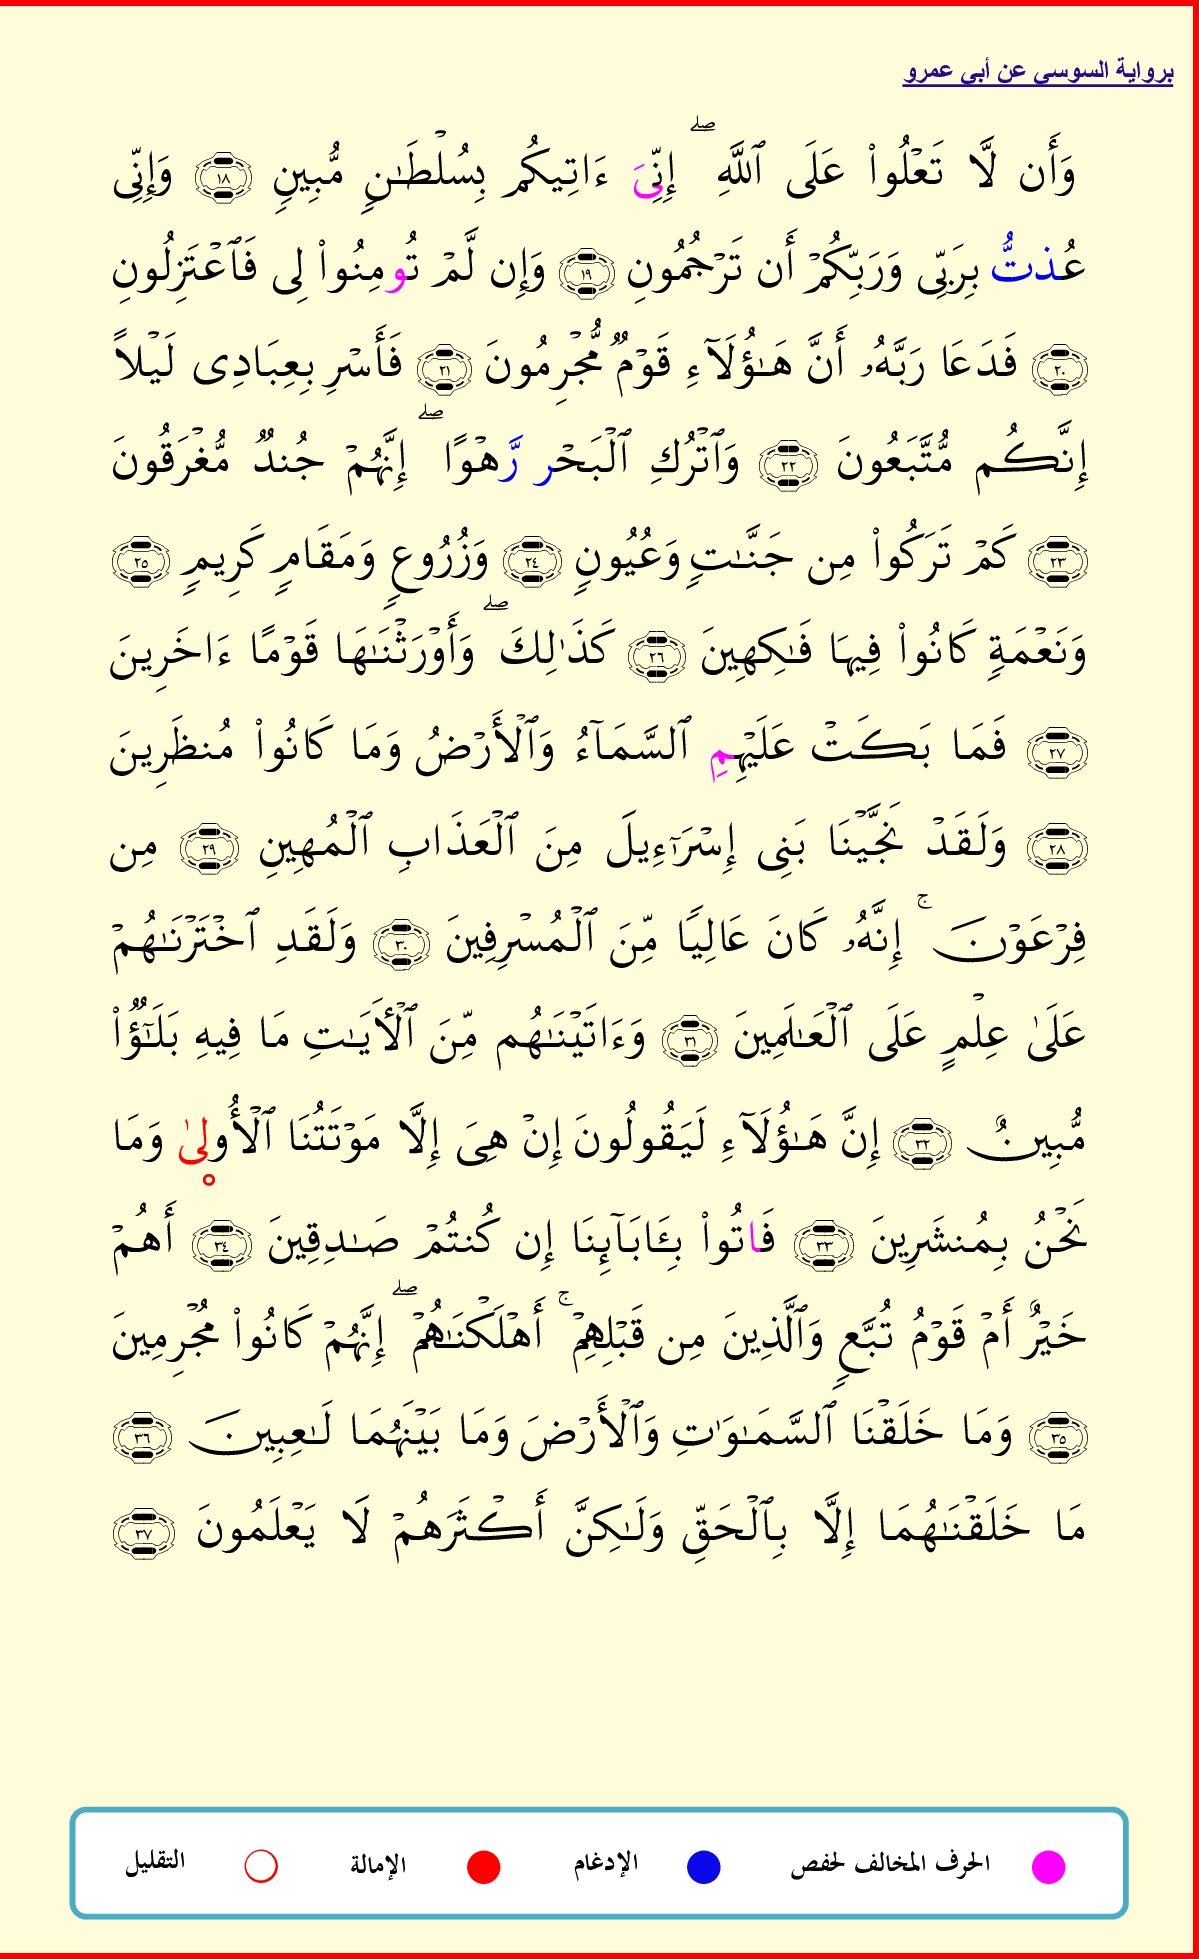 برواية السوسي عن أبي عمرو
وَأَن لَّا تَعْلُوا۟ عَلَى ٱللَّهِ ۖ إِنِّىَ ءَاتِيكُم بِسُلْطَـٰنٍ مُّبِينٍ ١٨ وَإِنِّى
عُذتُّ بِرَبِّى وَرَبِّكُمْ أَن تَرْجُمُونِ ١٩ وَإِن لَّمْ تُومِنُوا۟ لِى فَٱعْتَزِلُونِ
٢٠ فَدَعَا رَبَّهُۥ أَنَّ هَـٰٓؤُلَآءِ قَوْمٌ مُّجْرِمُونَ ٢١ فَأَسْرِ بِعِبَادِى لَيْلًا
إِنَّكُم مُّتَّبَعُونَ ٢٢ وَٱتْرُكِ ٱلْبَحْر رَّهْوًا ۖ إِنَّهُمْ جُندٌ مُّغْرَقُونَ
٢٣ كَمْ تَرَكُوا۟ مِن جَنَّـٰتٍ وَعُيُونٍ ٢٤ وَزُرُوعٍ وَمَقَامٍ كَرِيمٍ ٢٥
وَنَعْمَةٍ كَانُوا۟ فِيهَا فَـٰكِهِينَ ٢٦ كَذَٰلِكَ ۖ وَأَوْرَثْنَـٰهَا قَوْمًا ءَاخَرِينَ
٢٧ فَمَا بَكَتْ عَلَيْهِمِ ٱلسَّمَآءُ وَٱلْأَرْضُ وَمَا كَانُوا۟ مُنظَرِينَ
٢٨ وَلَقَدْ نَجَّيْنَا بَنِى إِسْرَٰٓءِيلَ مِنَ ٱلْعَذَابِ ٱلْمُهِينِ ٢٩ مِن
فِرْعَوْنَ ۚ إِنَّهُۥ كَانَ عَالِيًا مِّنَ ٱلْمُسْرِفِينَ ٣٠ وَلَقَدِ ٱخْتَرْنَـٰهُمْ
عَلَىٰ عِلْمٍ عَلَى ٱلْعَـٰلَمِينَ ٣١ وَءَاتَيْنَـٰهُم مِّنَ ٱلْأَيَـٰتِ مَا فِيهِ بَلَـٰٓؤٌا۟
مُّبِينٌ ٣٢ إِنَّ هَـٰٓؤُلَآءِ لَيَقُولُونَ إِنْ هِىَ إِلَّا مَوْتَتُنَا ٱلْأُولىٰ وَمَا
نَحْنُ بِمُنشَرِينَ ٣٣ فَاتُوا۟ بِـَٔابَآئِنَا إِن كُنتُمْ صَـٰدِقِينَ ٣٤ أَهُمْ
خَيْرٌ أَمْ قَوْمُ تُبَّعٍ وَٱلَّذِينَ مِن قَبْلِهِمْ ۚ أَهْلَكْنَـٰهُمْ ۖ إِنَّهُمْ كَانُوا۟ مُجْرِمِينَ
٣٥ وَمَا خَلَقْنَا ٱلسَّمَـٰوَٰتِ وَٱلْأَرْضَ وَمَا بَيْنَهُمَا لَـٰعِبِينَ ٣٦
مَا خَلَقْنَـٰهُمَا إِلَّا بِٱلْحَقِّ وَلَـٰكِنَّ أَكْثَرَهُمْ لَا يَعْلَمُونَ ٣٧
الحرف المخالف لحفص الإدغام الإمالة التقليل